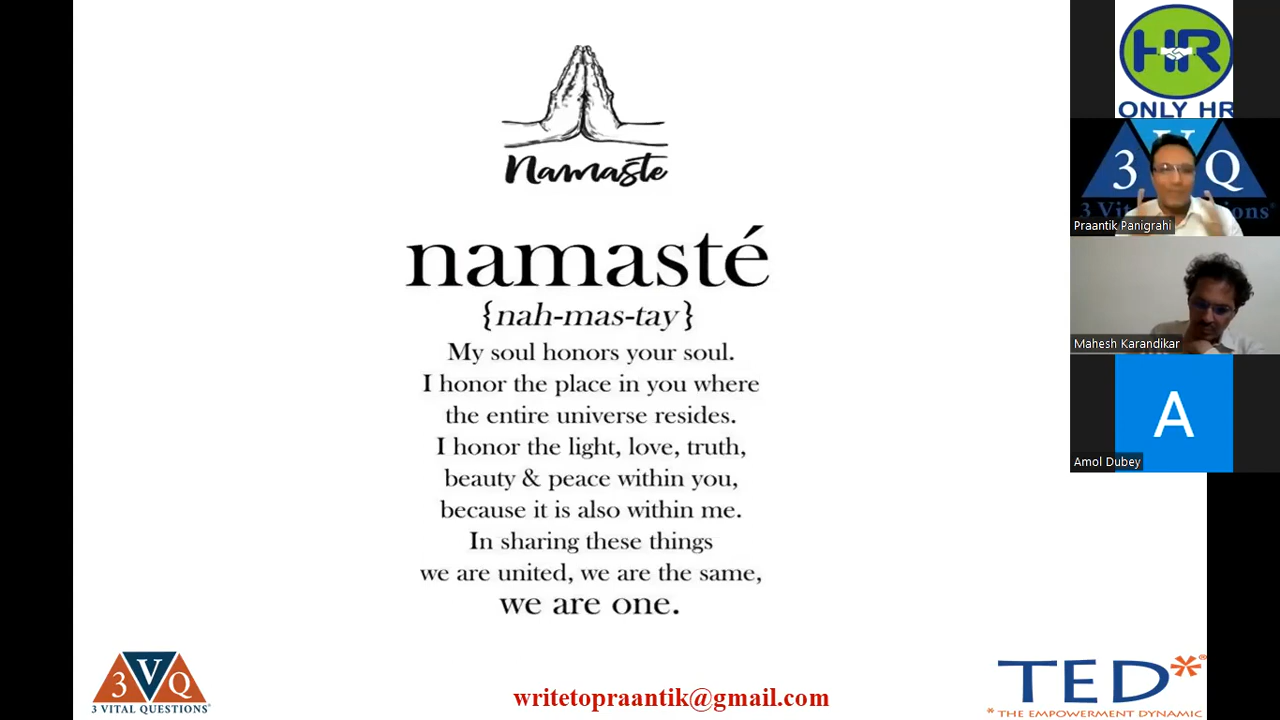 Namaste
namasté
{nah-mas-tay}
My soul honors your soul.
I honor the place in you where
the entire universe resides.
I honor the light, love, truth,
beauty & peace within you,
because it is also within me.
In sharing these things
we are united, we are the same,
we are one.
3 V Q
3 VITAL QUESTIONS®
writetopraantik@gmail.com
TED*®
*THE EMPOWERMENT DYNAMIC
HR
ONLY HR
3 V Q
Praantik Panigrahi
Mahesh Karandikar
A
Amol Dubey